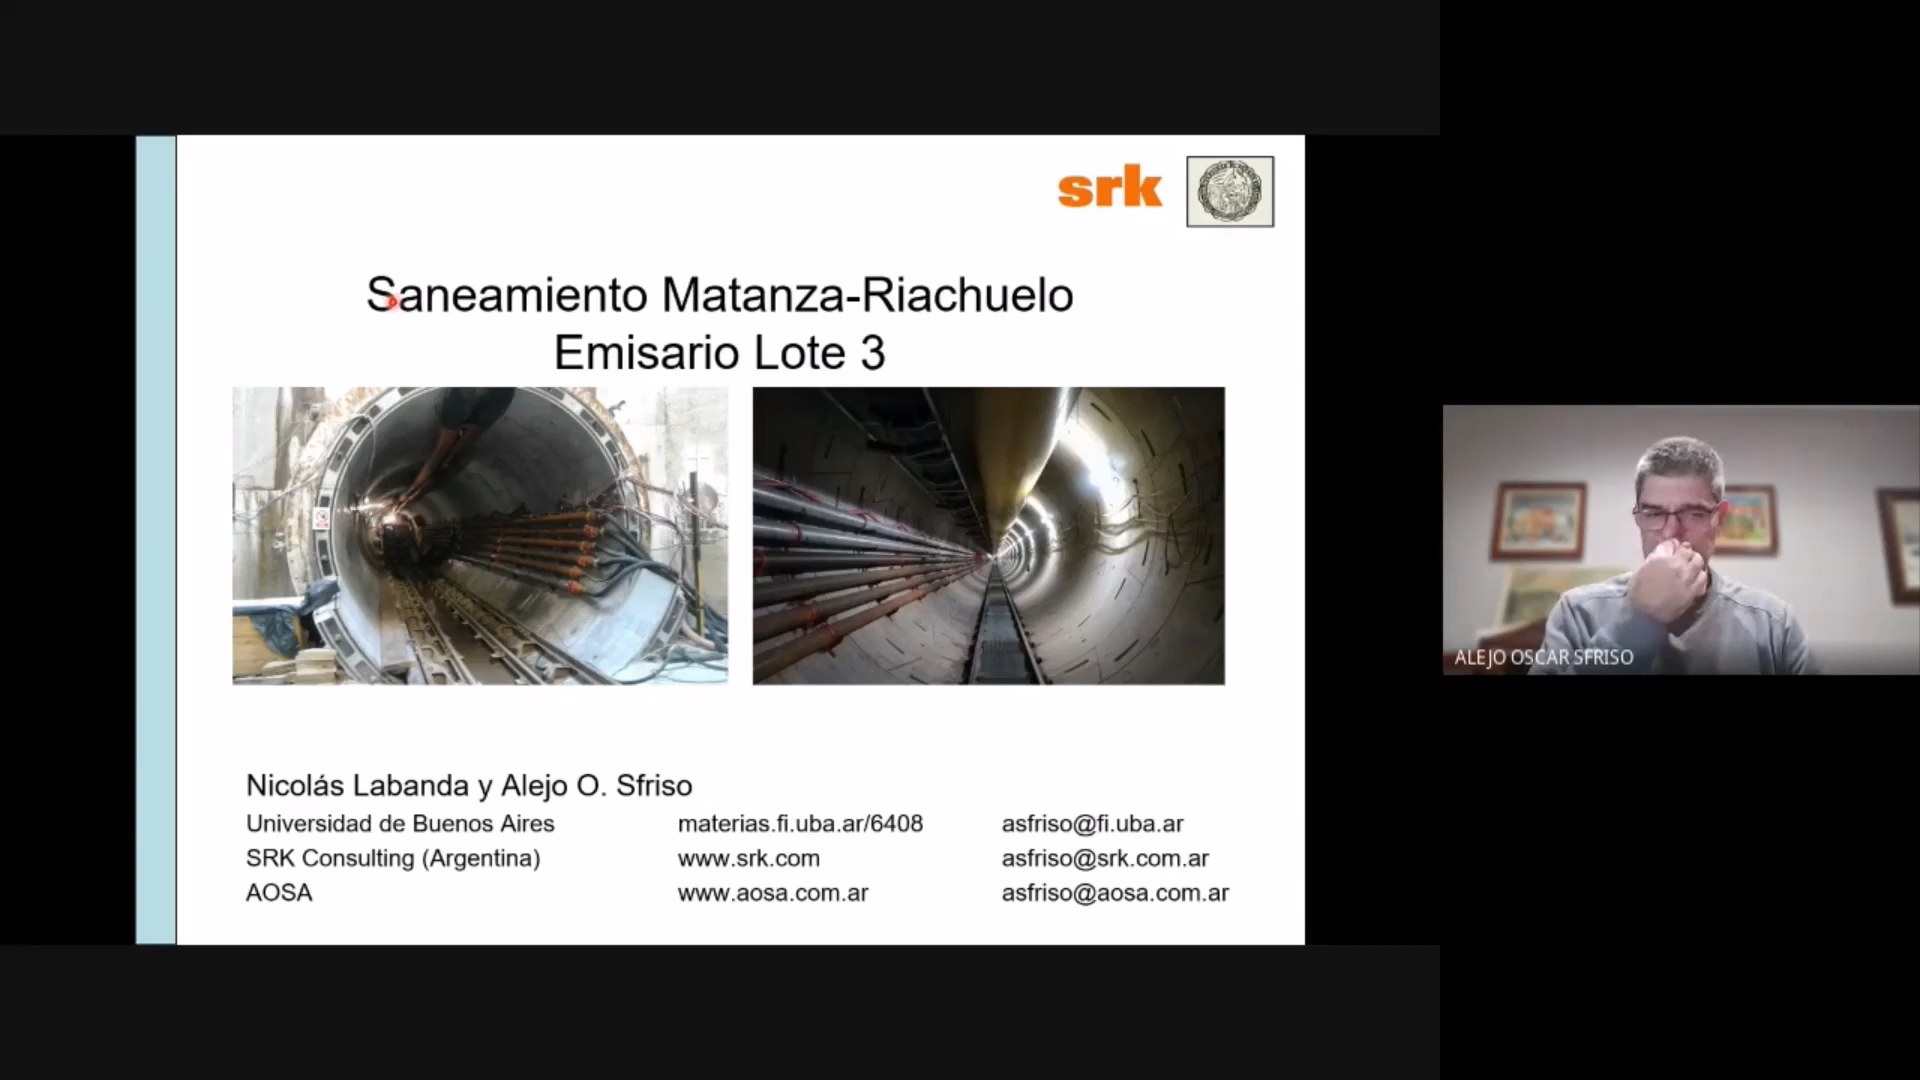 srk
Saneamiento Matanza-Riachuelo
Emisario Lote 3
Nicolás Labanda y Alejo O. Sfriso
Universidad de Buenos Aires materias.fi.uba.ar/6408 asfriso@fi.uba.ar
SRK Consulting (Argentina) www.srk.com asfriso@srk.com.ar
AOSA www.aosa.com.ar asfriso@aosa.com.ar
ALEJO OSCAR SFRISO